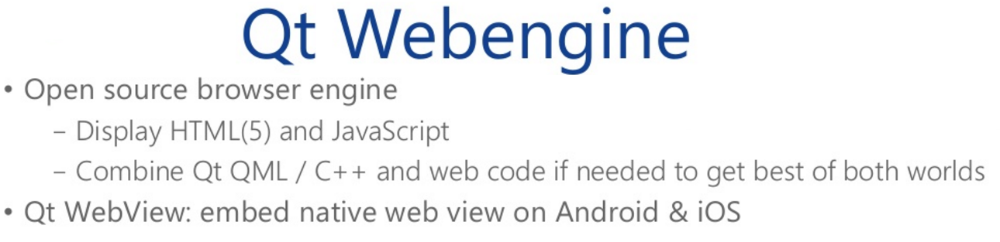 Qt Webengine
• Open source browser engine
– Display HTML(5) and JavaScript
– Combine Qt QML / C++ and web code if needed to get best of both worlds
• Qt WebView: embed native web view on Android & iOS